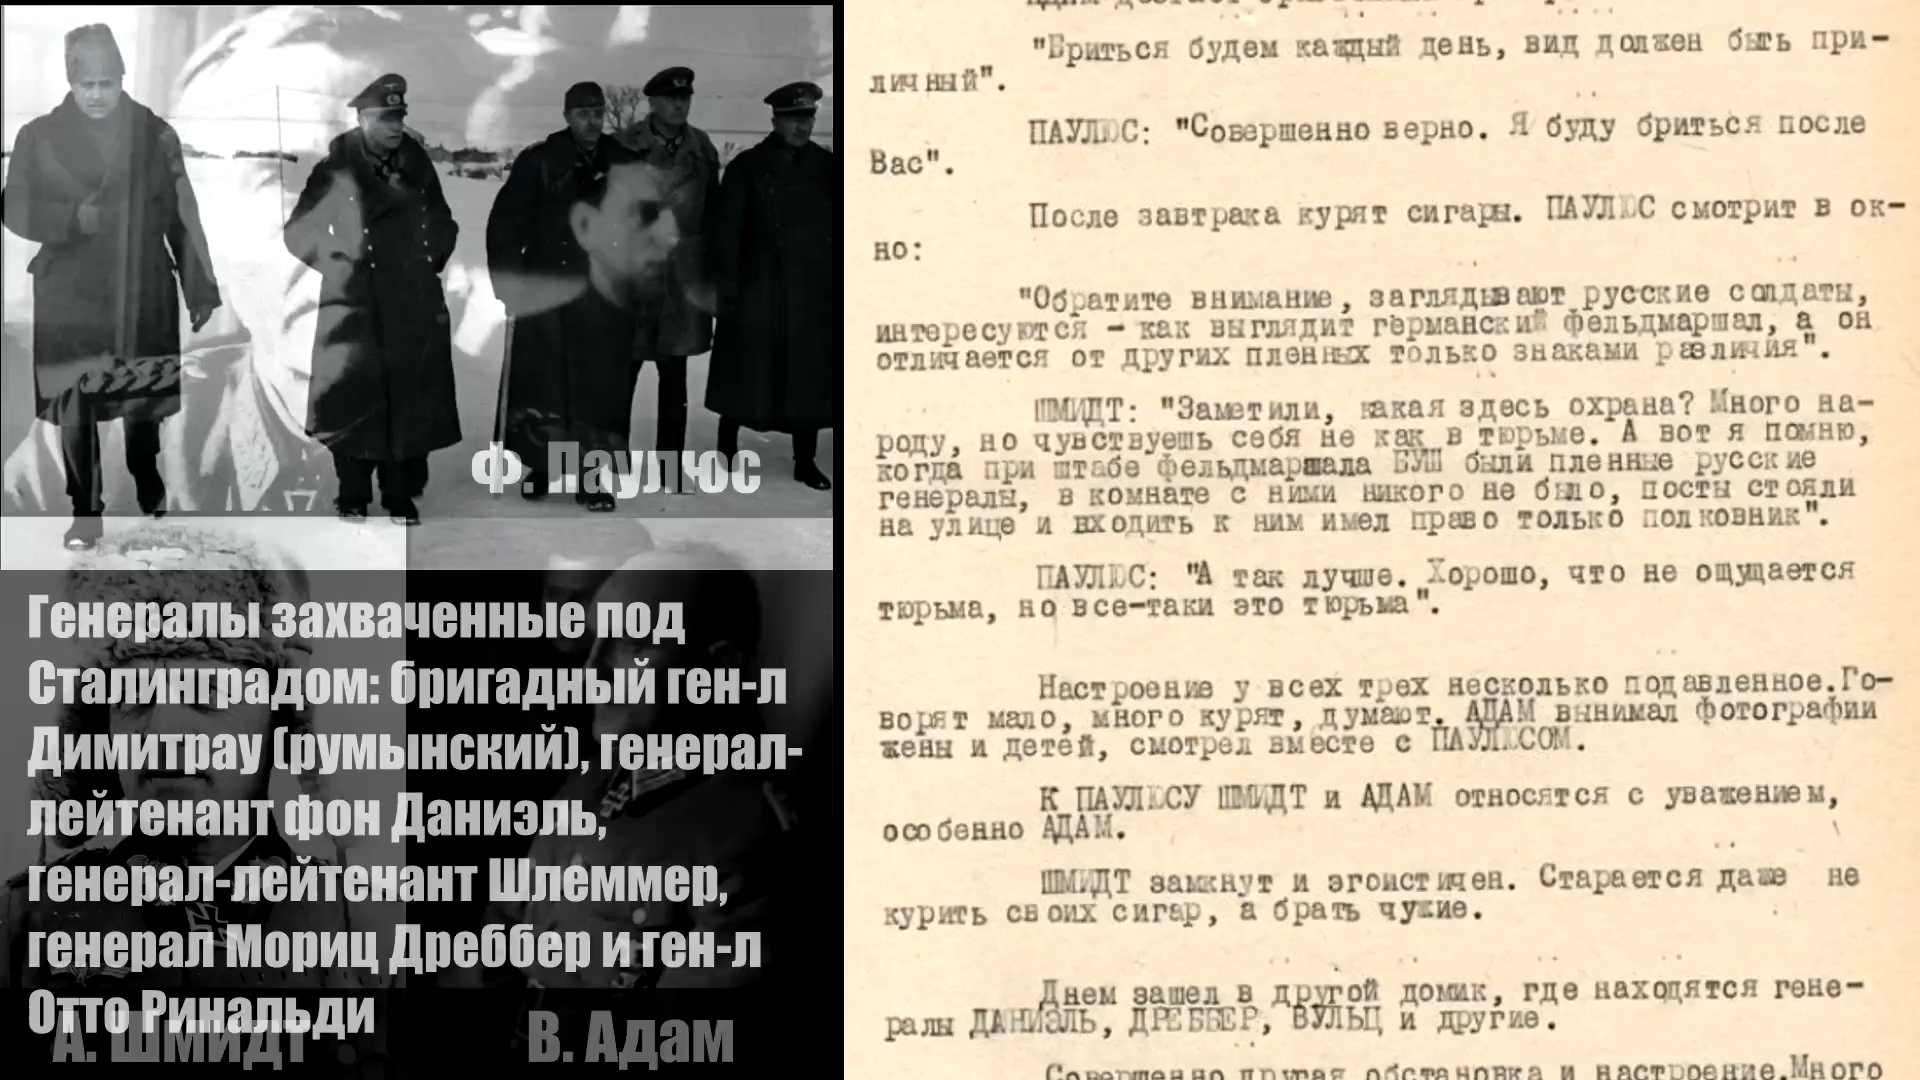 Ф. Паулюс
Генералы захваченные под
Сталинградом: бригадный ген-л
Димитрау (румынский), генерал-
лейтенант фон Даниэль,
генерал-лейтенант Шлеммер,
генерал Мориц Дреббер и ген-л
Отто Ринальди
А. Шмидт
В. Адам
"Бриться будем каждый день, вид должен быть при-
личный".
ПАУЛЮС: "Совершенно верно. Я буду бриться после
Вас".
После завтрака курят сигары. ПАУЛЮС смотрит в ок-
но:
"Обратите внимание, заглядывают русские солдаты,
интересуются - как выглядит германский фельдмаршал, а он
отличается от других пленных только знаками различия".
ШМИДТ: "Заметили, какая здесь охрана? Много на-
роду, но чувствуешь себя не как в тюрьме. А вот я помню,
когда при штабе фельдмаршала БУШ были пленные русские
генералы, в комнате с ними никого не было, посты стояли
на улице и входить к ним имел право только полковник".
ПАУЛЮС: "А так лучше. Хорошо, что не ощущается
тюрьма, но все-таки это тюрьма".
Настроение у всех трех несколько подавленное.Го-
ворят мало, много курят, думают. АДАМ вынимал фотографии
жены и детей, смотрел вместе с ПАУЛЮСОМ.
К ПАУЛЮСУ ШМИДТ и АДАМ относятся с уважением,
особенно АДАМ.
ШМИДТ замкнут и эгоистичен. Старается даже не
курить своих сигар, а брать чужие.
Днем зашел в другой домик, где находятся гене-
ралы ДАНИЭЛЬ, ДРЕББЕР, ВУЛЬЦ и другие.
Совершенно другая обстановка и настроение.Много